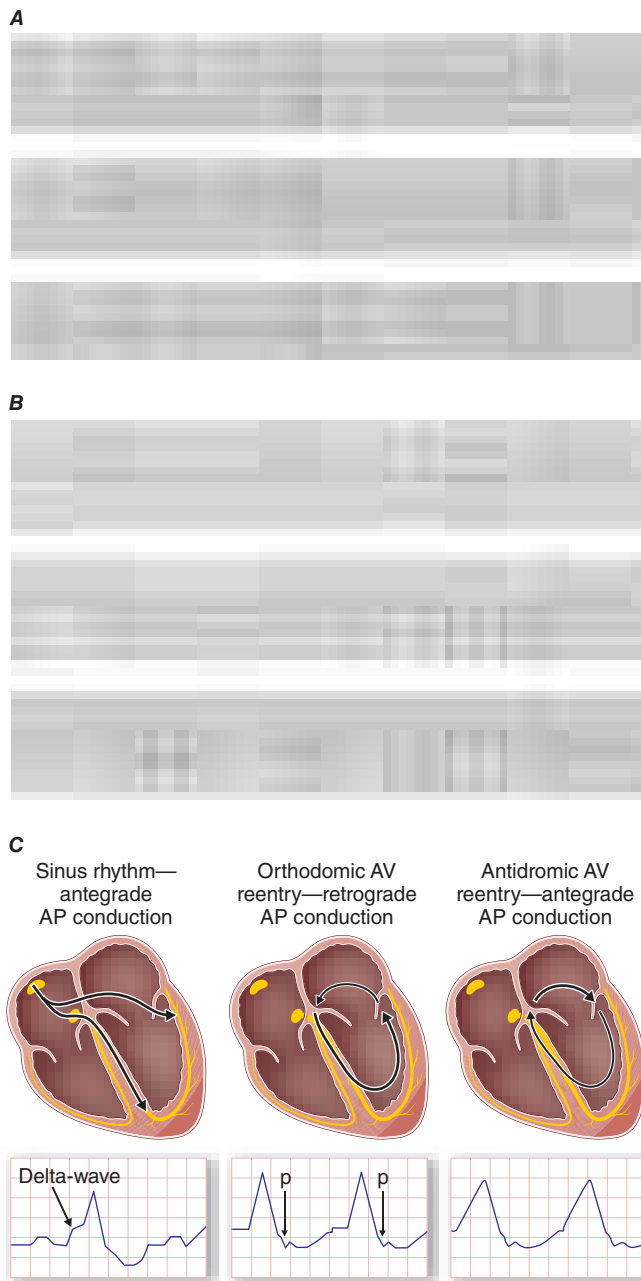 A
B
C
Sinus rhythm—
antegrade
AP conduction
Orthodomic AV
reentry—retrograde
AP conduction
Antidromic AV
reentry—antegrade
AP conduction
Delta-wave
p
p